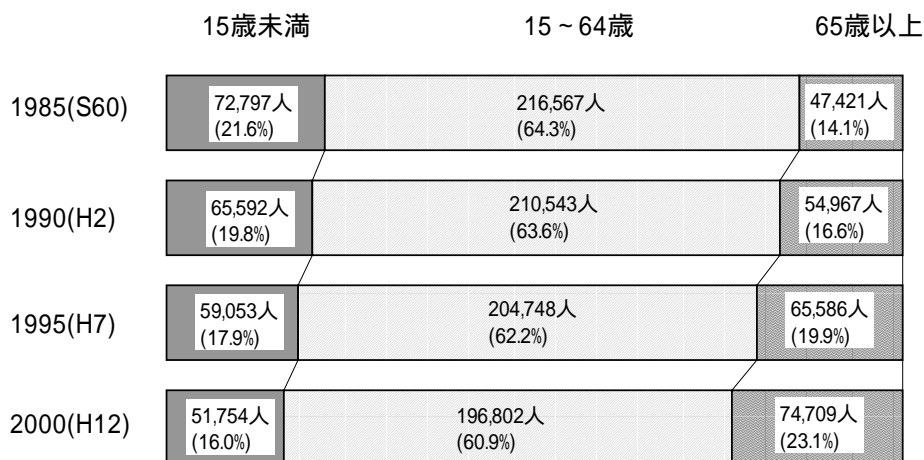 15歳未満 15~64歳 65歳以上
1985(S60)
72,797人
(21.6%)
216,567人
(64.3%)
47,421人
(14.1%)
1990(H2)
65,592人
(19.8%)
210,543人
(63.6%)
54,967人
(16.6%)
1995(H7)
59,053人
(17.9%)
204,748人
(62.2%)
65,586人
(19.9%)
2000(H12)
51,754人
(16.0%)
196,802人
(60.9%)
74,709人
(23.1%)